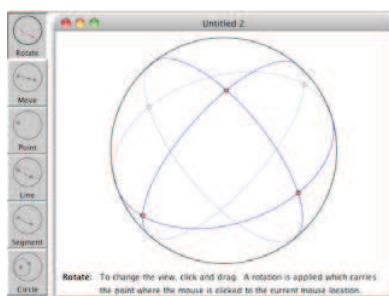 Untitled 2
Rotate
Move
Point
Line
Segment
Circle
Rotate: To change the view, click and drag. A rotation is applied which carries
the point where the mouse is clicked to the current mouse location.